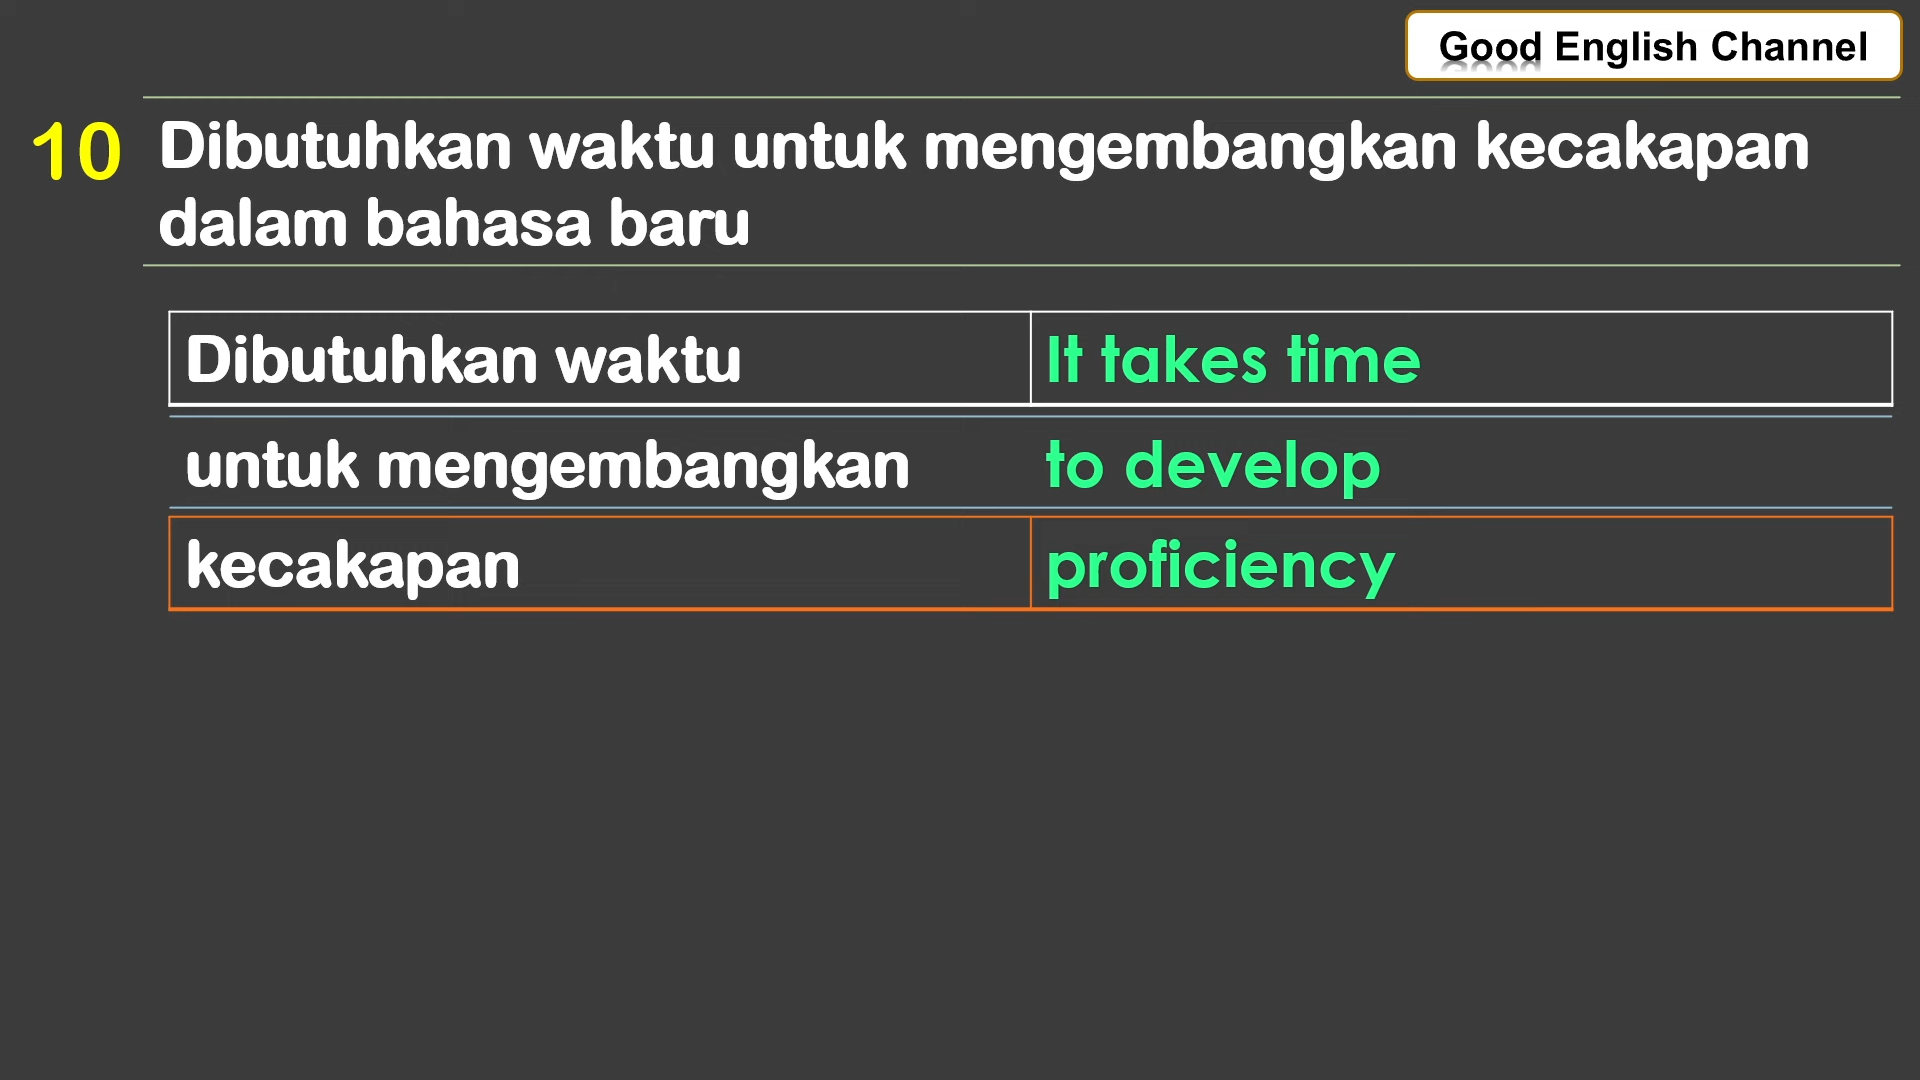 Good English Channel
10 Dibutuhkan waktu untuk mengembangkan kecakapan
dalam bahasa baru
Dibutuhkan waktu It takes time
untuk mengembangkan to develop
kecakapan proficiency